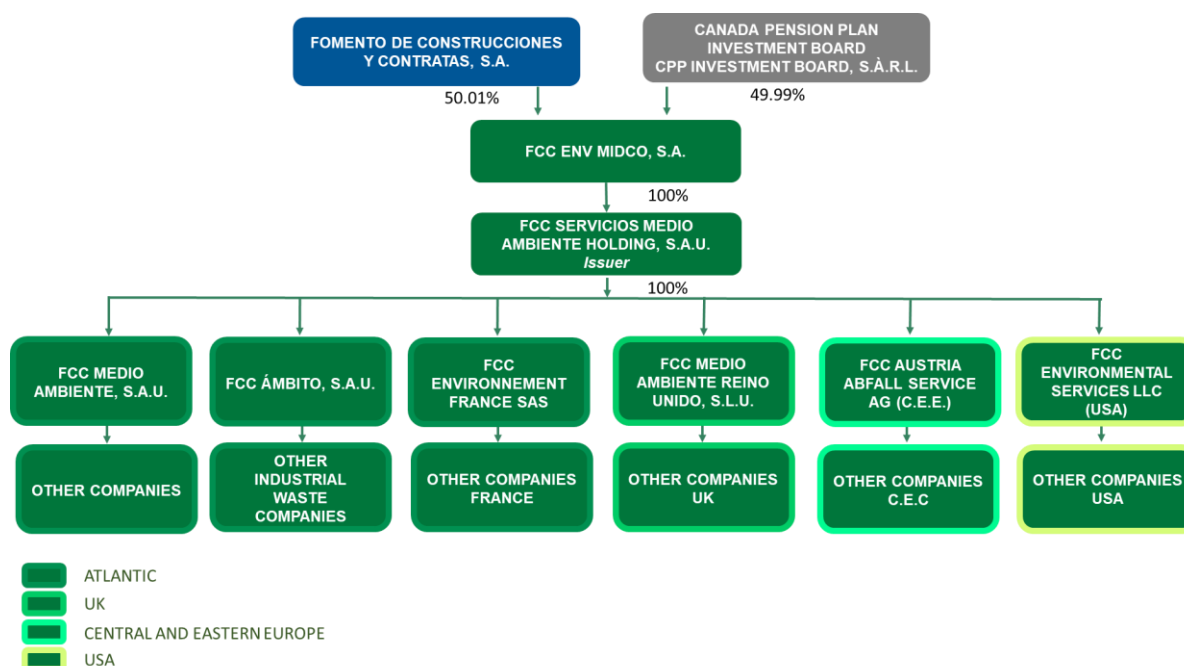 FOMENTO DE CONSTRUCCIONES
Y CONTRATAS, S.A.
CANADA PENSION PLAN
INVESTMENT BOARD
CPP INVESTMENT BOARD, S.À.R.L.
50.01%
49.99%
FCC ENV MIDCO, S.A.
100%
FCC SERVICIOS MEDIO
AMBIENTE HOLDING, S.A.U.
Issuer
100%
FCC MEDIO
AMBIENTE, S.A.U.
FCC ÁMBITO, S.A.U.
FCC
ENVIRONNEMENT
FRANCE SAS
FCC MEDIO
AMBIENTE REINO
UNIDO, S.L.U.
FCC AUSTRIA
ABFALL SERVICE
AG (C.E.E.)
FCC
ENVIRONMENTAL
SERVICES LLC
(USA)
OTHER COMPANIES
OTHER
INDUSTRIAL
WASTE
COMPANIES
OTHER COMPANIES
FRANCE
OTHER COMPANIES
UK
OTHER COMPANIES
C.E.C
OTHER COMPANIES
USA
ATLANTIC
UK
CENTRAL AND EASTERN EUROPE
USA